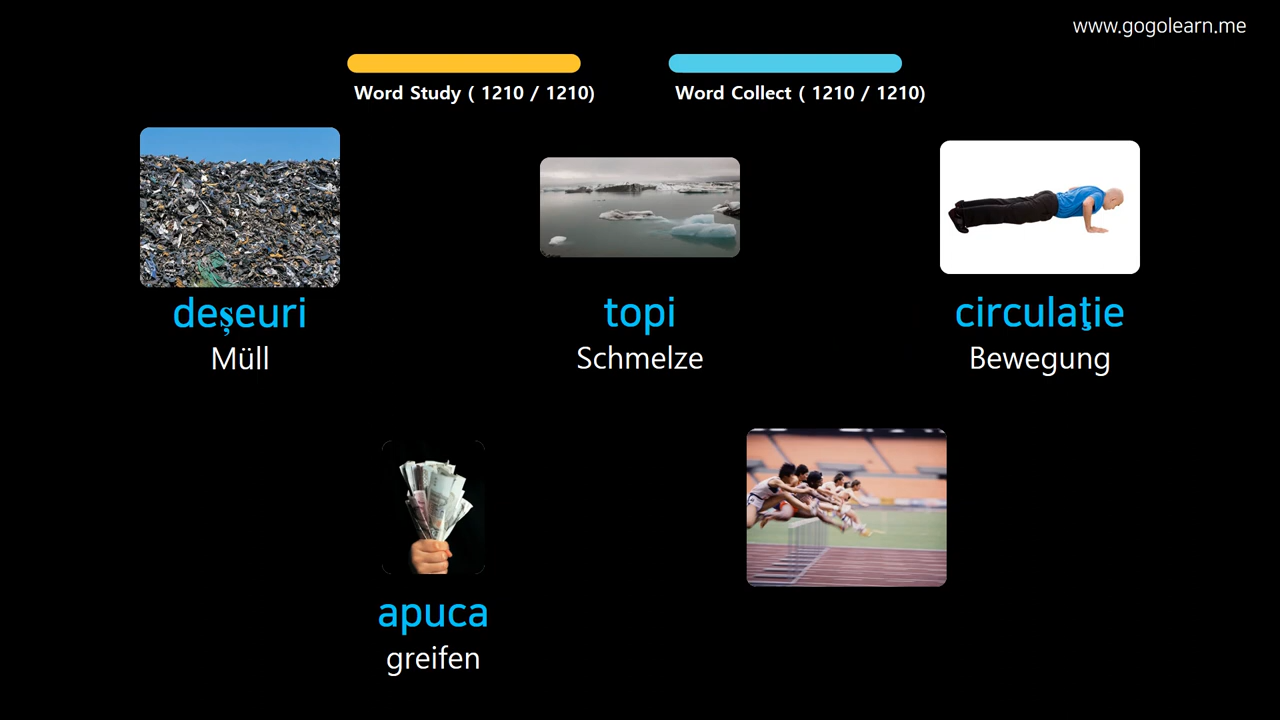 www.gogolearn.me
Word Study ( 1210 / 1210)
Word Collect ( 1210 / 1210)
deșeuri
Müll
topi
Schmelze
circulaţie
Bewegung
apuca
greifen